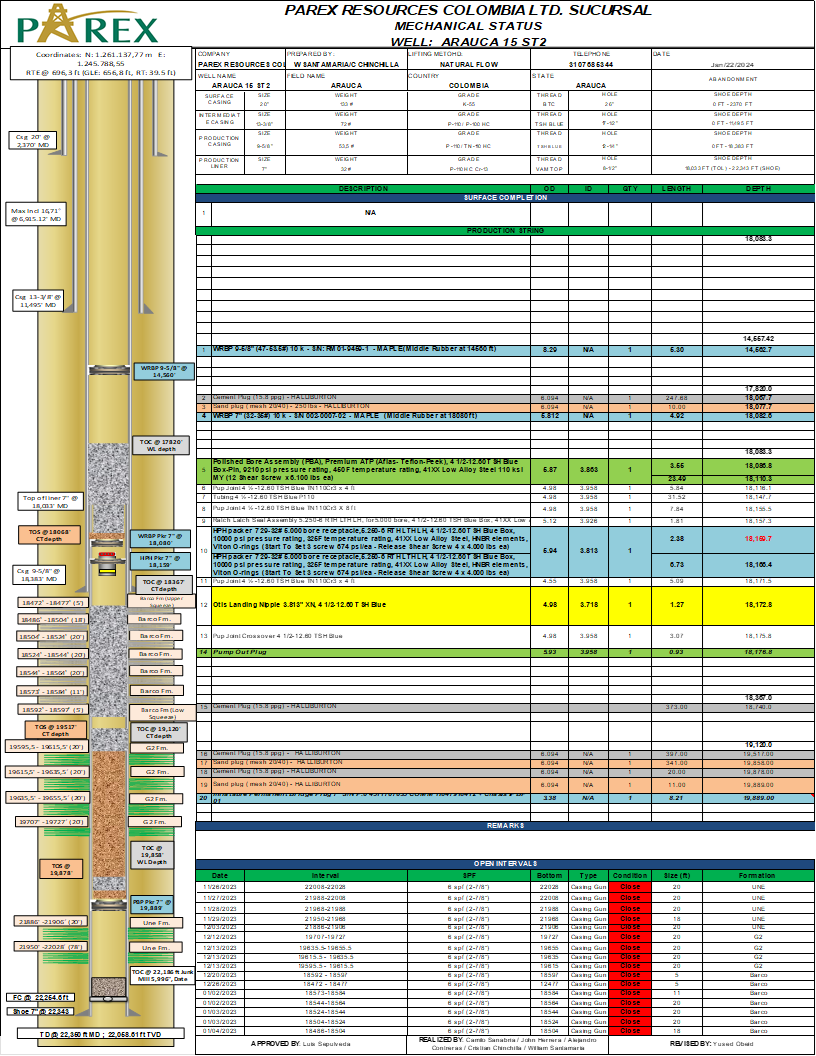 PAREX
PAREX RESOURCES COLOMBIA LTD. SUCURSAL
MECHANICAL STATUS
WELL: ARAUCA 15 ST2
Coordinates: N: 1.261.137,77 m E:
1.245.788,55
RTE @ 696,3 ft (GLE: 656,8 ft, RT: 39.5 ft)
COMPANY PREPARED BY: LIFTING METOHD: TELEPHONE DATE
PAREX RESOURCES COL W SANTAMARIA/C CHINCHILLA NATURAL FLOW 3107685344 Jan/22/2024
WELL NAME FIELD NAME COUNTRY STATE ABANDONMENT
ARAUCA 15 ST2 ARAUCA COLOMBIA ARAUCA
SURFACE CASING SIZE WEIGHT GRADE THREAD HOLE SHOE DEPTH
20" 133 # K-55 BTC 26" 0 FT - 2370 FT
INTERMEDIATE CASING SIZE WEIGHT GRADE THREAD HOLE SHOE DEPTH
13-3/8" 72 # P-110 / P-100 HC TSH BLUE 0 FT - 11,495 FT
PRODUCTION CASING SIZE WEIGHT GRADE THREAD HOLE SHOE DEPTH
9-5/8" 53.5 # P-110 / TN-110 HC TSH BLUE 12-1/4" 0 FT - 18,383 FT
PRODUCTION LINER SIZE WEIGHT GRADE THREAD HOLE SHOE DEPTH
7" 32 # P-110 HC Cr-13 VAM TOP 8-1/2" 18,033 FT (TOL) - 22,343 FT (SHOE)
DESCRIPTION OD ID QTY LENGTH DEPTH
SURFACE COMPLETION
1 N/A
PRODUCTION STRING
18,083.3
14,557.42
1 WRBP 9-5/8" (47-53.5#) 10 k - S/N: RM 01-9459-1 - MAPLE (Middle Rubber at 14560 ft) 8.29 N/A 1 5.30 14,562.7
17,820.0
2 Cement Plug (15.8 ppg) - HALLIBURTON 6.094 N/A 1 247.68 18,067.7
3 Sand plug ( mesh 20/40) - 250 lbs - HALLIBURTON 6.094 N/A 1 10.00 18,077.7
4 WRBP 7" (32-35#) 10 k - S/N 002-0007-02 - MAPLE (Middle Rubber at 18080 ft) 5.812 N/A 1 4.92 18,082.6
18,083.3
5 Polished Bore Assembly (PBA), Premium ATP (Aflas- Teflon-Peek), 4 1/2-12.60 TSH Blue
Box-Pin, 9210 psi pressure rating, 450F temperature rating, 41XX Low Alloy Steel 110 ksi
MY (12 Shear Screw x 6.100 lbs ea) 5.87 3.863 1 3.55 18,086.8
23.49 18,110.3
6 Pup Joint 4 ½ -12.60 TSH Blue TN 110Cr3 x 4 ft 4.98 3.958 1 5.84 18,116.1
7 Tubing 4 ½ -12.60 TSH Blue P110 4.98 3.958 1 31.52 18,147.7
8 Pup Joint 4 ½ -12.60 TSH Blue TN 110Cr3 X 8 ft 4.98 3.958 1 7.84 18,155.5
9 Ratch Latch Seal Assembly 5.250-6 RTH LTH LH, for 5.000 bore, 4 1/2-12.60 TSH Blue Box, 41XX Low A 5.12 3.926 1 1.81 18,157.3
10 HPH packer 7 29-32# 5.000 bore receptacle, 5.250-6 RTH LTH LH, 4 1/2-12.60 TSH Blue Box,
10000 psi pressure rating, 325F temperature rating, 41XX Low Alloy Steel, HNBR elements,
Viton O-rings (Start To Set 3 screw 674 psi/ea - Release Shear Screw 4 x 4.600 lbs ea)
HPH packer 7 29-32# 5.000 bore receptacle, 5.250-6 RTH LTH LH, 4 1/2-12.60 TSH Blue Box,
10000 psi pressure rating, 325F temperature rating, 41XX Low Alloy Steel, HNBR elements,
Viton O-rings (Start To Set 3 screw 674 psi/ea - Release Shear Screw 4 x 4.600 lbs ea) 5.94 3.813 1 2.38 18,159.7
6.73 18,166.4
11 Pup Joint 4 ½ -12.60 TSH Blue TN 110Cr3 x 4 ft 4.55 3.958 1 5.09 18,171.5
12 Otis Landing Nipple 3.813" XN, 4 1/2-12.60 TSH Blue 4.98 3.718 1 1.27 18,172.8
13 Pup Joint Crossover 4 1/2-12.60 TSH Blue 4.98 3.958 1 3.07 18,175.8
14 Pump Out Plug 5.93 3.958 1 0.93 18,176.8
18,367.0
15 Cement Plug (15.8 ppg) - HALLIBURTON 373.00 18,740.0
19,120.0
16 Cement Plug (15.8 ppg) - HALLIBURTON 6.094 N/A 1 397.00 19,517.00
17 Sand plug ( mesh 20/40) - HALLIBURTON 6.094 N/A 1 341.00 19,858.00
18 Cement Plug (15.8 ppg) - HALLIBURTON 6.094 N/A 1 20.00 19,878.00
19 Sand plug ( mesh 20/40) - HALLIBURTON 6.094 N/A 1 11.00 19,889.00
20 3.38 N/A 1 8.21 19,889.00
REMARKS
OPEN INTERVALS
Date Interval SPF Bottom Type Condition Size (ft) Formation
11/26/2023 22008-22028 6 spf (2-7/8") 22028 Casing Gun Close 20 UNE
11/27/2023 21988-22008 6 spf (2-7/8") 22008 Casing Gun Close 20 UNE
11/28/2023 21968-21988 6 spf (2-7/8") 21988 Casing Gun Close 20 UNE
11/29/2023 21950-21968 6 spf (2-7/8") 21968 Casing Gun Close 18 UNE
12/03/2023 21886-21906 6 spf (2-7/8") 21906 Casing Gun Close 20 UNE
12/12/2023 19707-19727 6 spf (2-7/8") 19727 Casing Gun Close 20 G2
12/13/2023 19635.5-19655.5 6 spf (2-7/8") 19655 Casing Gun Close 20 G2
12/13/2023 19615.5 - 19635.5 6 spf (2-7/8") 19635 Casing Gun Close 20 G2
12/13/2023 19595.5 - 19615.5 6 spf (2-7/8") 19615 Casing Gun Close 20 G2
12/20/2023 18592 - 18597 6 spf (2-7/8") 18597 Casing Gun Close 5 Barco
12/26/2023 18472 - 18477 6 spf (2-7/8") 12477 Casing Gun Close 5 Barco
01/02/2024 18573-18584 6 spf (2-7/8") 18584 Casing Gun Close 11 Barco
01/03/2024 18544-18564 6 spf (2-7/8") 18564 Casing Gun Close 20 Barco
01/03/2024 18524-18544 6 spf (2-7/8") 18544 Casing Gun Close 20 Barco
01/03/2024 18504-18524 6 spf (2-7/8") 18524 Casing Gun Close 20 Barco
01/04/2024 18486-18504 6 spf (2-7/8") 18504 Casing Gun Close 18 Barco
APPROVED BY: Luis Sepulveda
REALIZED BY: Camilo Sanabria / John Herrera / Alejandro
Contreras / Cristian Chinchilla / William Santamaria
REVISED BY: Yused Obeid
Csg 20" @
2,370' MD
Max Incl 16,71°
@ 6,915.12' MD
Csg 13-3/8" @
11,495' MD
WRBP 9-5/8" @
14,560'
TOC @ 17820'
WL depth
Top of liner 7" @
18,033' MD
TOS @ 18068'
CT depth
WRBP Pkr 7" @
18,080'
HPH Pkr 7" @
18,159'
Csg 9-5/8" @
18,383' MD
TOC @ 18367
CT depth
18472' - 18477' (5')
Barco Fm (Upper
Squeeze)
18486' - 18504' (18')
Barco Fm.
18504' - 18524' (20')
Barco Fm.
18524' - 18544' (20')
Barco Fm.
18544' - 18564' (20')
Barco Fm.
18573' - 18584' (11')
Barco Fm.
18592' - 18597' (5')
Barco Fm (Low
Squeeze)
TOS @ 19517'
CT depth
TOC @ 19,120'
CT depth
19595,5 - 19615,5' (20')
G2 Fm.
19615,5' - 19635,5' (20')
G2 Fm.
19635,5' - 19655,5' (20')
G2 Fm.
19707' - 19727' (20')
G2 Fm.
TOC @
19,858'
WL Depth
TOS @
19,878'
PBP Pkr 7" @
19,889'
21886' - 21906' (20')
Une Fm.
21950' - 22028' (78')
Une Fm.
TOC @ 22,186 ft Junk
Mill 5,996", Date
FC @ 22,254.6 ft
Shoe 7" @ 22,343
TD @ 22,350 ft MD ; 22,058.61 ft TVD